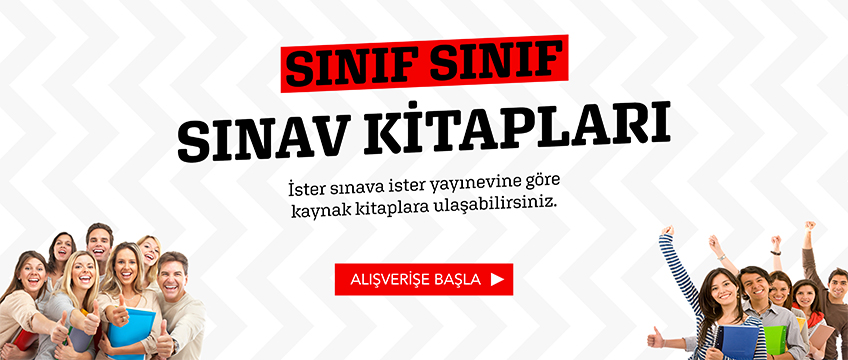 SINIF SINIF
SINAV KİTAPLARI
İster sınava ister yayınevine göre
kaynak kitaplara ulaşabilirsiniz.
ALIŞVERİŞE BAŞLA